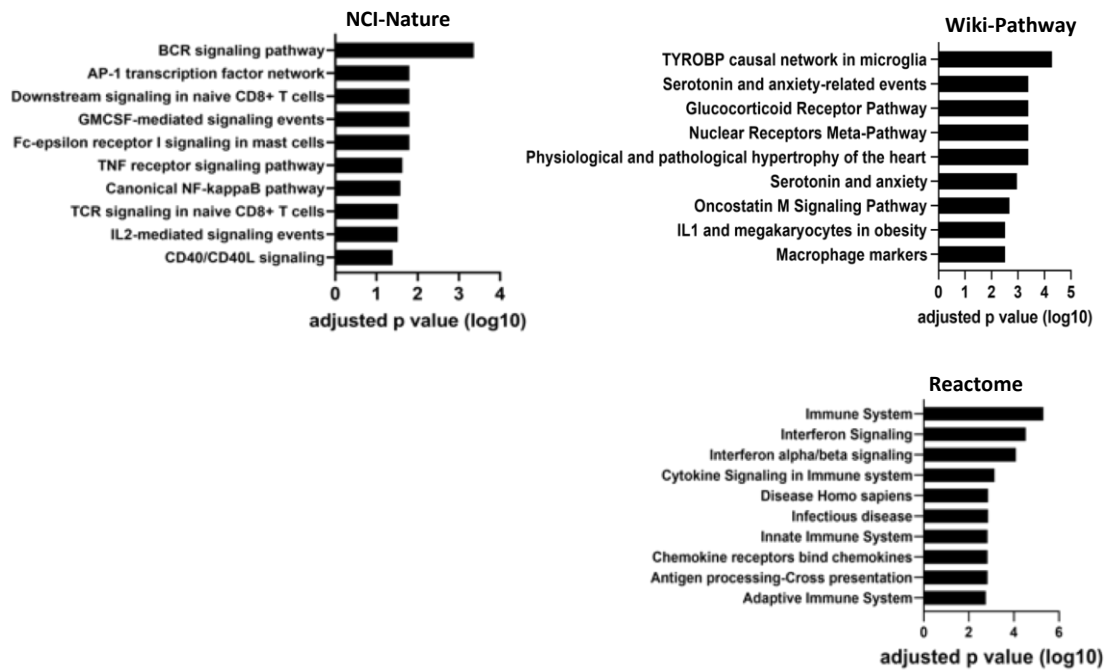 NCI-Nature
BCR signaling pathway
AP-1 transcription factor network
Downstream signaling in naive CD8+ T cells
GMCSF-mediated signaling events
Fc-epsilon receptor I signaling in mast cells
TNF receptor signaling pathway
Canonical NF-kappaB pathway
TCR signaling in naive CD8+ T cells
IL2-mediated signaling events
CD40/CD40L signaling
0 1 2 3 4
adjusted p value (log10)
Wiki-Pathway
TYROBP causal network in microglia
Serotonin and anxiety-related events
Glucocorticoid Receptor Pathway
Nuclear Receptors Meta-Pathway
Physiological and pathological hypertrophy of the heart
Serotonin and anxiety
Oncostatin M Signaling Pathway
IL1 and megakaryocytes in obesity
Macrophage markers
0 1 2 3 4 5
adjusted p value (log10)
Reactome
Immune System
Interferon Signaling
Interferon alpha/beta signaling
Cytokine Signaling in Immune system
Disease Homo sapiens
Infectious disease
Innate Immune System
Chemokine receptors bind chemokines
Antigen processing-Cross presentation
Adaptive Immune System
0 2 4 6
adjusted p value (log10)